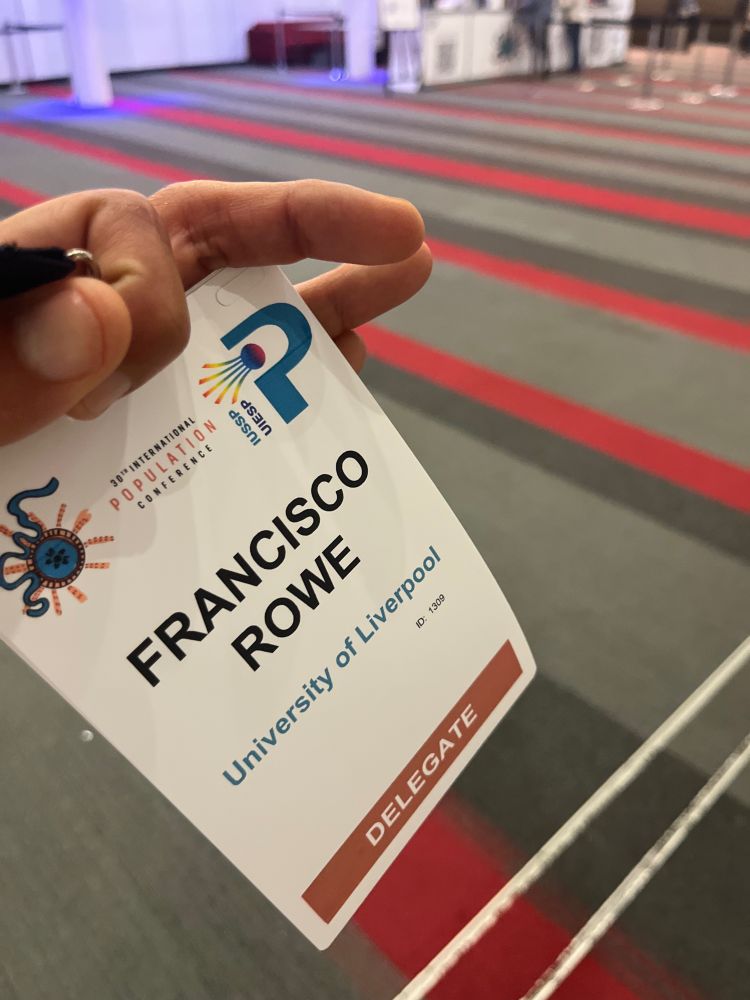 IUSSP
UIESP
30TH INTERNATIONAL
POPULATION
CONFERENCE
FRANCISCO
ROWE
University of Liverpool
ID: 1309
DELEGATE